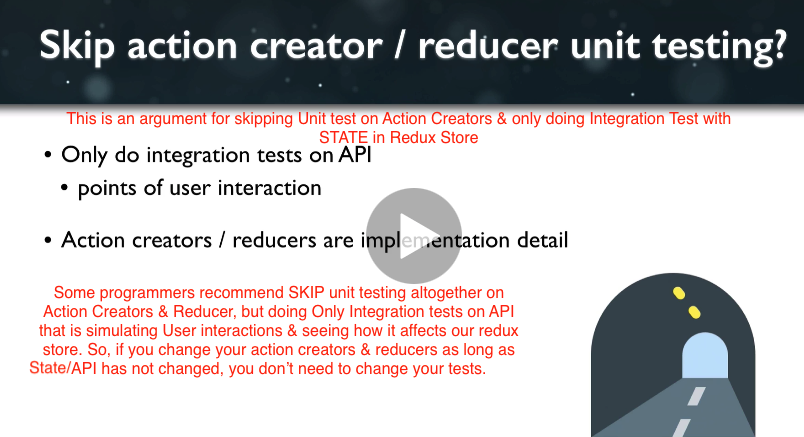 Skip action creator / reducer unit testing?
This is an argument for skipping Unit test on Action Creators & only doing Integration Test with
STATE in Redux Store
• Only do integration tests on API
• points of user interaction
• Action creators / reducers are implementation detail
Some programmers recommend SKIP unit testing altogether on
Action Creators & Reducer, but doing Only Integration tests on API
that is simulating User interactions & seeing how it affects our redux
store. So, if you change your action creators & reducers as long as
State/API has not changed, you don’t need to change your tests.